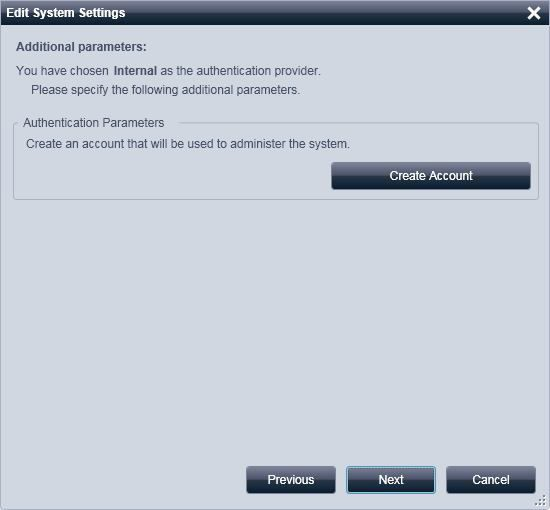 Edit System Settings
Additional parameters:
You have chosen Internal as the authentication provider.
Please specify the following additional parameters.
Authentication Parameters
Create an account that will be used to administer the system.
Create Account
Previous Next Cancel